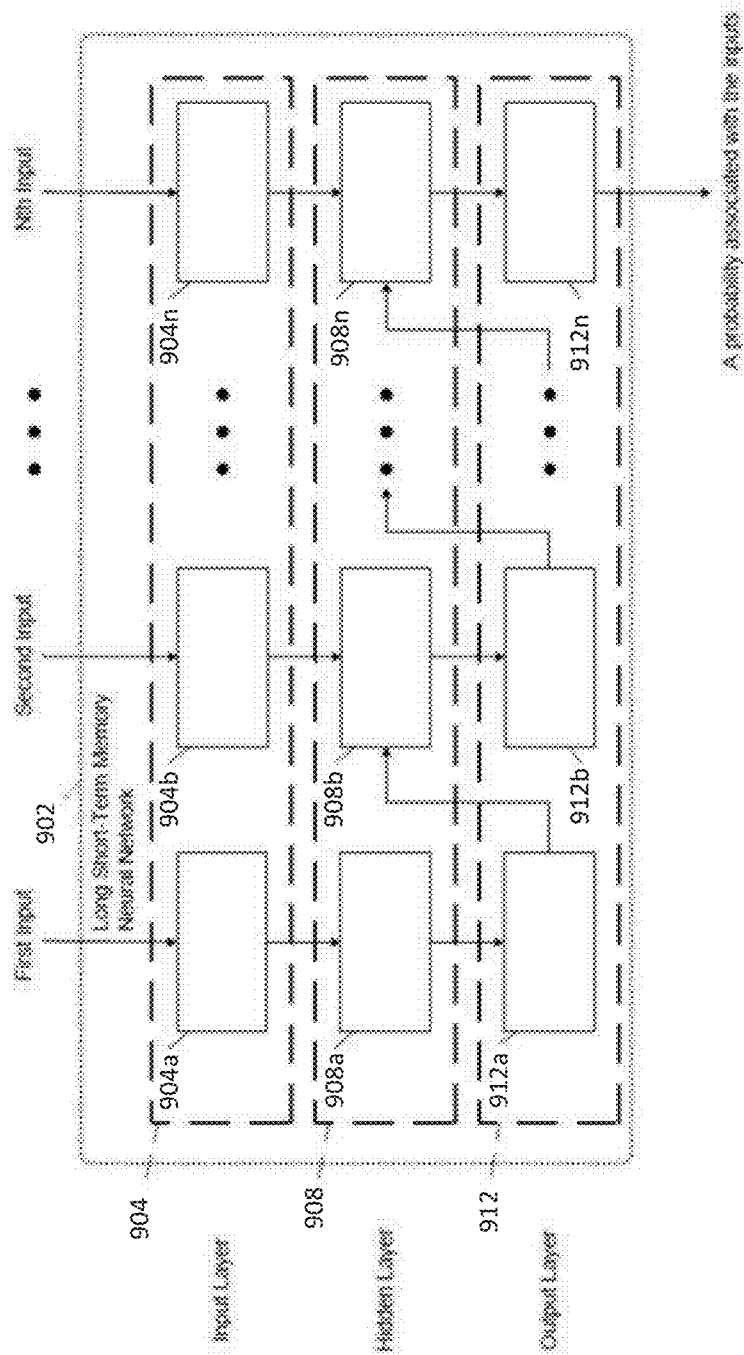 First Input
Second Input
Nth Input
902
Long Short-Term Memory
Neural Network
904
Input Layer
904a
904b
904n
908
Hidden Layer
908a
908b
908n
912
Output Layer
912a
912b
912n
A probability associated with the inputs